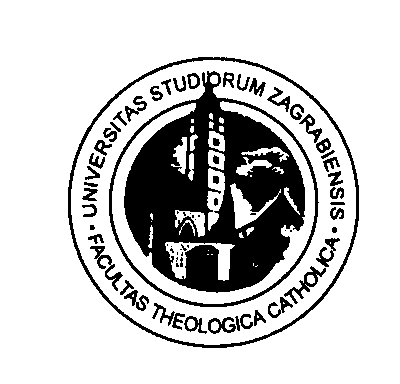 UNIVERSITAS STUDIORUM ZAGRABIENSIS
• FACULTAS THEOLOGICA CATHOLICA •